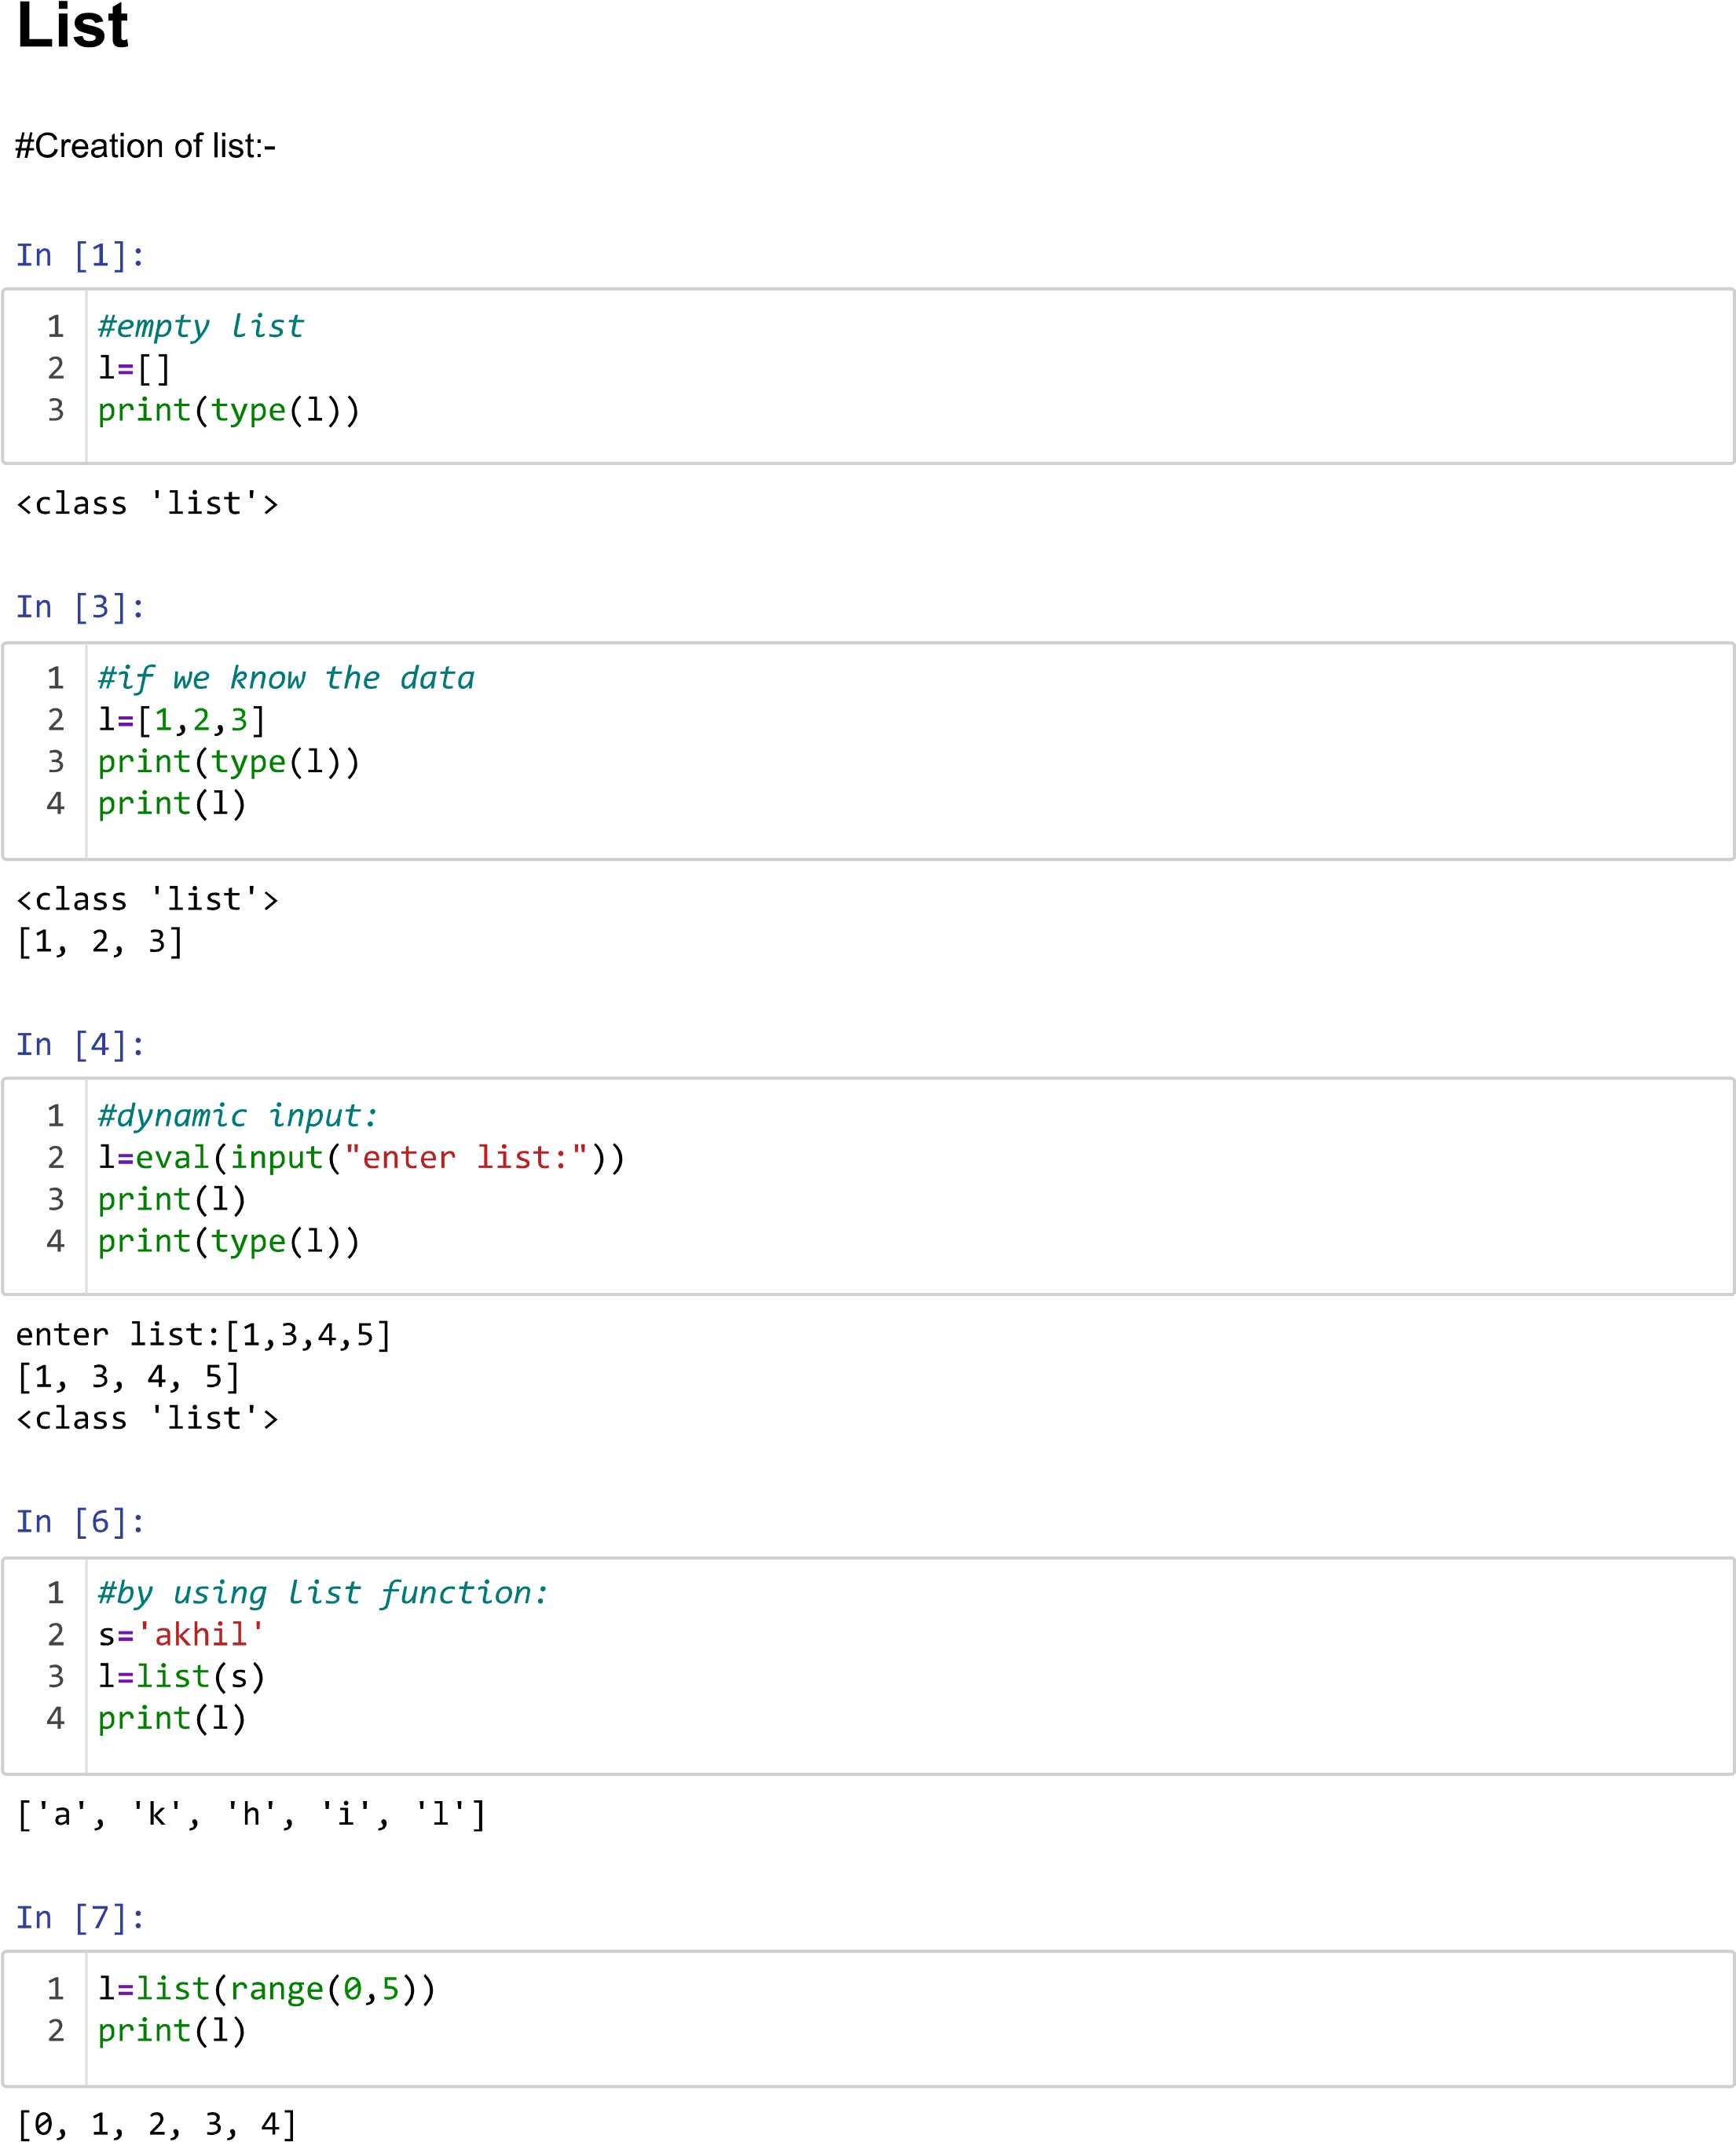 List
#Creation of list:-
In [1]:
1 #empty list
2 l=[]
3 print(type(l))
<class 'list'>
In [3]:
1 #if we know the data
2 l=[1,2,3]
3 print(type(l))
4 print(l)
<class 'list'>
[1, 2, 3]
In [4]:
1 #dynamic input:
2 l=eval(input("enter list:"))
3 print(l)
4 print(type(l))
enter list:[1,3,4,5]
[1, 3, 4, 5]
<class 'list'>
In [6]:
1 #by using list function:
2 s='akhil'
3 l=list(s)
4 print(l)
['a', 'k', 'h', 'i', 'l']
In [7]:
1 l=list(range(0,5))
2 print(l)
[0, 1, 2, 3, 4]